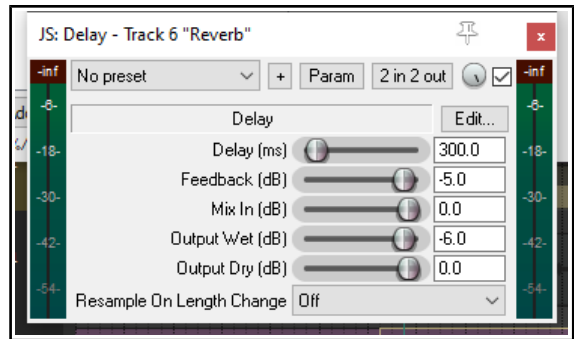 JS: Delay - Track 6 "Reverb"
x
-inf No preset + Param 2 in 2 out -inf
-6- Delay Edit... -6-
-18- Delay (ms) 300.0 -18-
Feedback (dB) -5.0
-30- Mix In (dB) 0.0 -30-
-42- Output Wet (dB) -6.0 -42-
Output Dry (dB) 0.0
-54- Resample On Length Change Off -54-